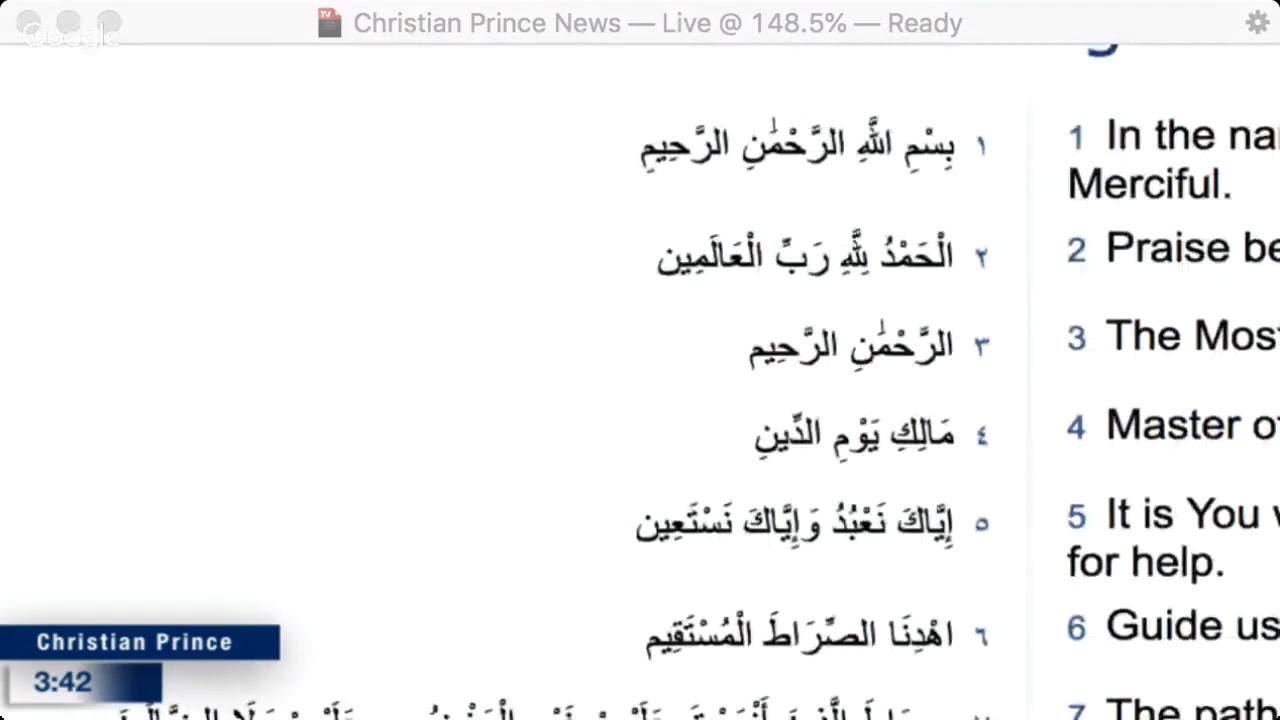 Christian Prince News — Live @ 148.5% — Ready
Google
١ بِسْمِ اللَّهِ الرَّحْمَٰنِ الرَّحِيمِ
1 In the
Merciful.
٢ الْحَمْدُ لِلَّهِ رَبِّ الْعَالَمِين
2 Praise
٣ الرَّحْمَٰنِ الرَّحِيم
3 The
٤ مَالِكِ يَوْمِ الدِّينِ
4 Master
٥ إِيَّاكَ نَعْبُدُ وَإِيَّاكَ نَسْتَعِين
5 It is You
for help.
٦ اهْدِنَا الصِّرَاطَ الْمُسْتَقِيم
6 Guide us
7 The path
Christian Prince
3:42